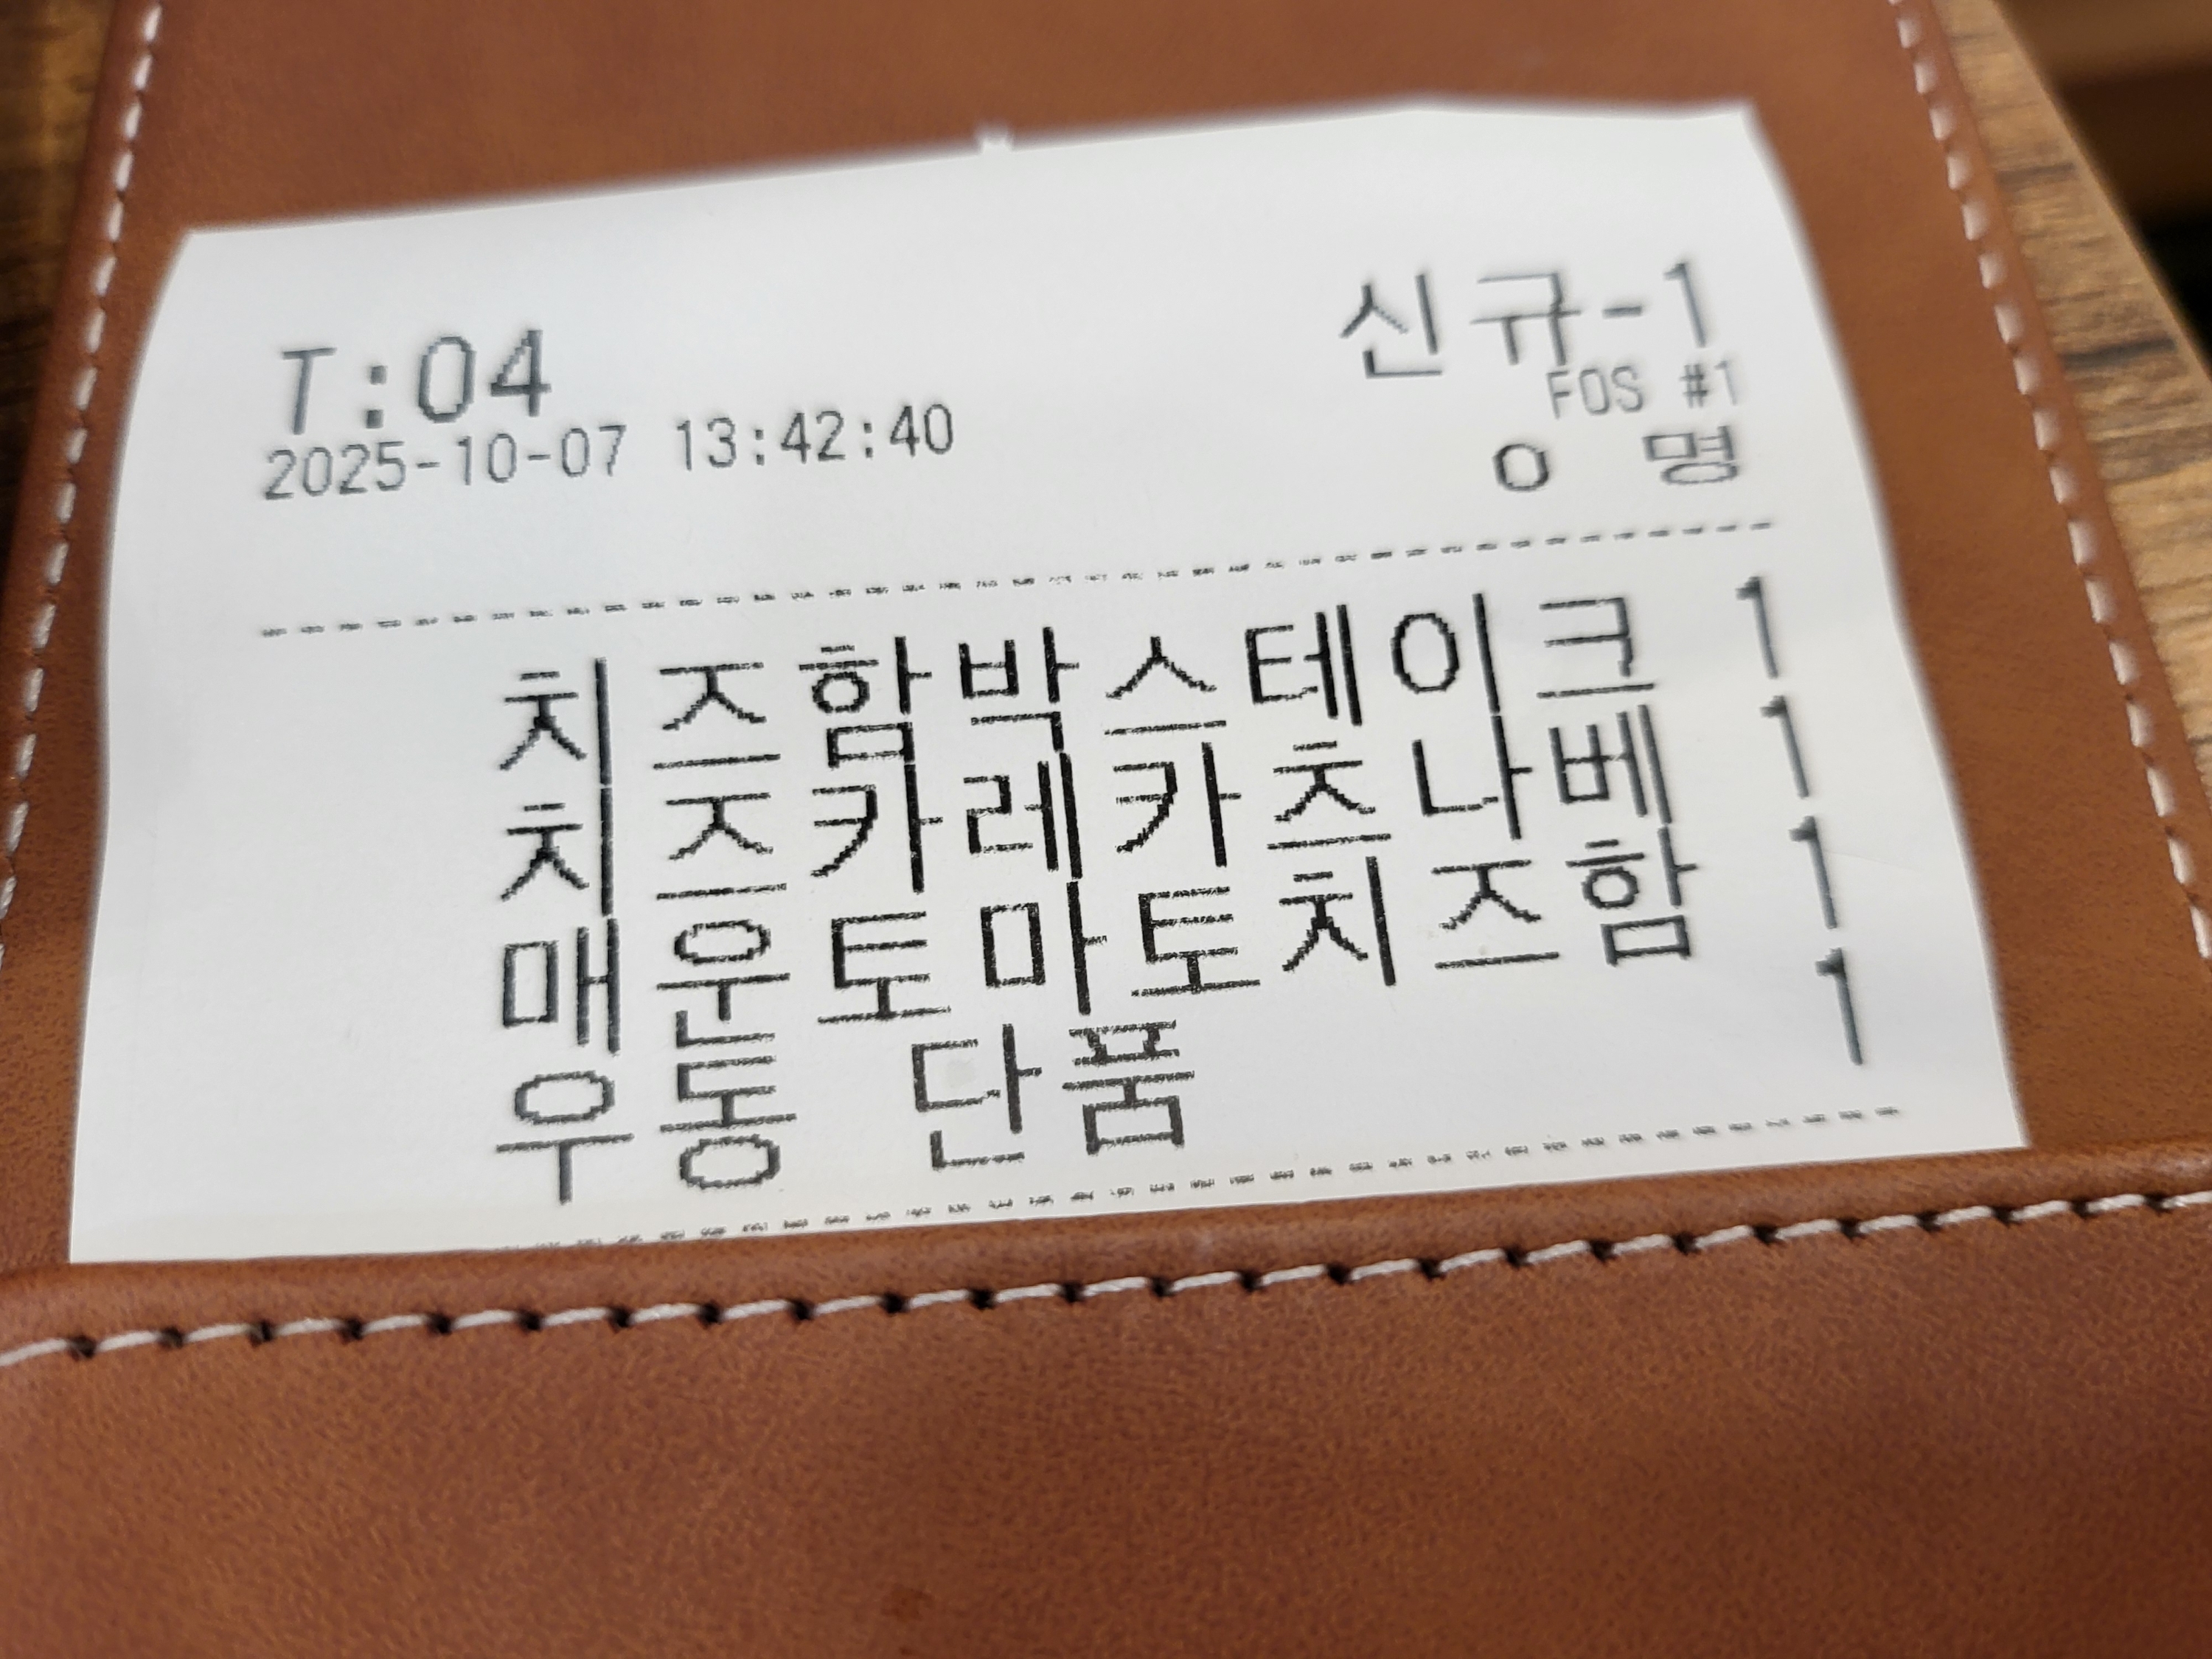 신규-1
T:04
FOS #1
2025-10-07 13:42:40
0 명
치즈함박스테이크 1
치즈카레카츠나베 1
매운토마토치즈함 1
우동 단품 1